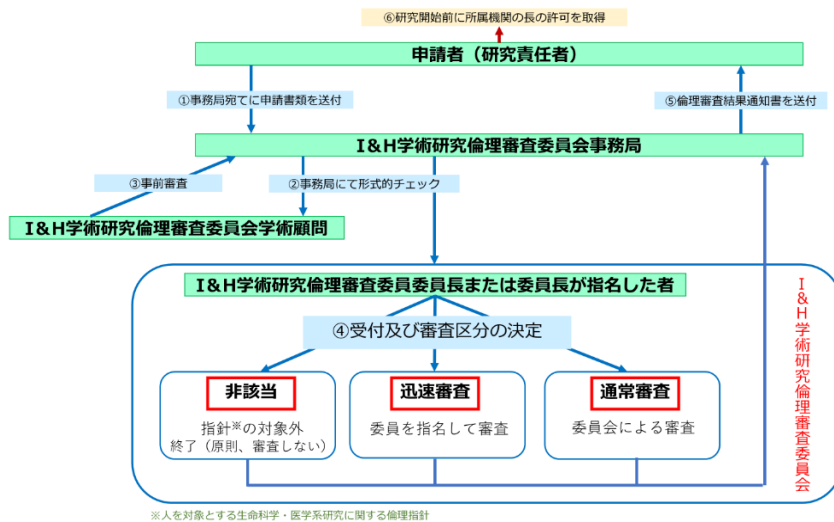 ⑥研究開始前に所属機関の長の許可を取得
申請者（研究責任者）
①事務局宛てに申請書類を送付
⑤倫理審査結果通知書を送付
I&H学術研究倫理審査委員会事務局
③事前審査
②事務局にて形式的チェック
I&H学術研究倫理審査委員会学術顧問
I&H学術研究倫理審査委員委員長または委員長が指名した者
④受付及び審査区分の決定
非該当
指針※の対象外
終了（原則、審査しない）
迅速審査
委員を指名して審査
通常審査
委員会による審査
I&H学術研究倫理審査委員会
※人を対象とする生命科学・医学系研究に関する倫理指針